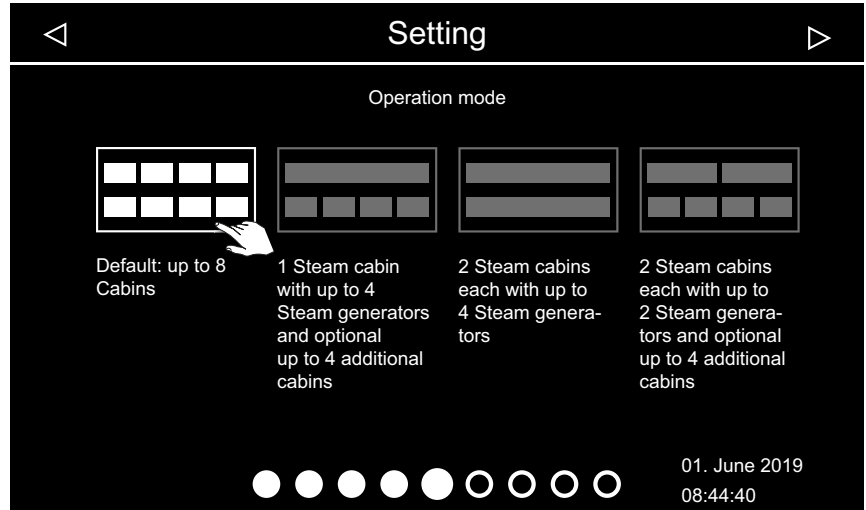 Setting
Operation mode
Default: up to 8
Cabins
1 Steam cabin
with up to 4
Steam generators
and optional
up to 4 additional
cabins
2 Steam cabins
each with up to
4 Steam genera-
tors
2 Steam cabins
each with up to
2 Steam genera-
tors and optional
up to 4 additional
cabins
01. June 2019
08:44:40